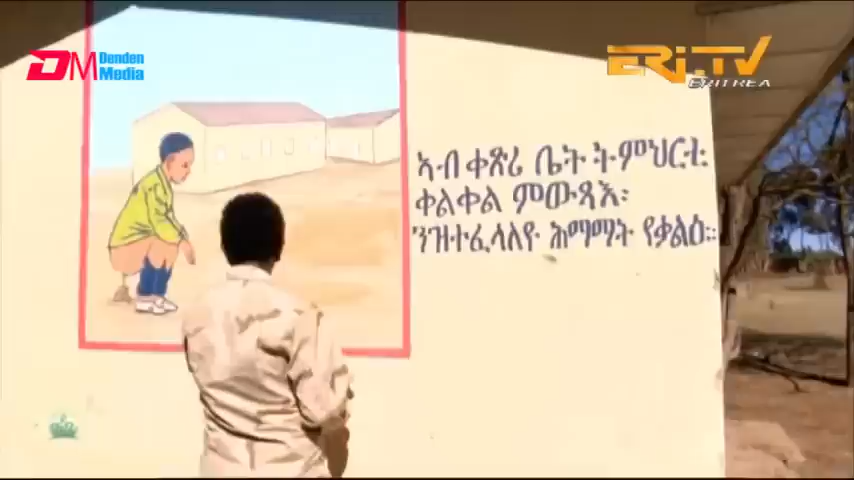 DM Denden
Media
ERi-TV
ERITREA
ኣብ ቀጽሪ ቤት ትምህርቲ
ቀልቀል ምውጻእ፡
ንዝተፈላለዩ ሕማማት የቃልዕ።